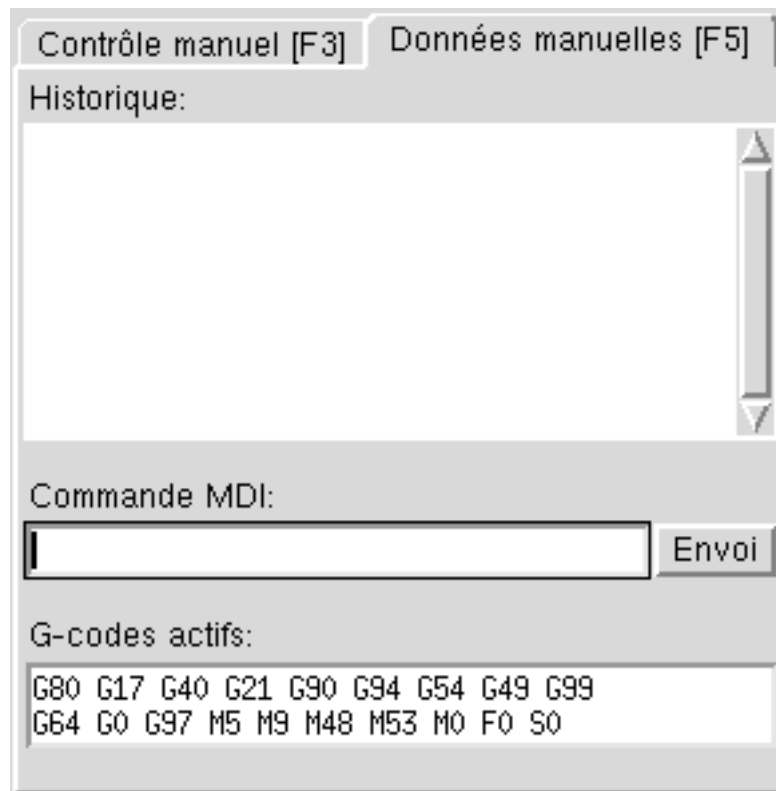 Contrôle manuel [F3] Données manuelles [F5]
Historique:
Commande MDI:
Envoi
G-codes actifs:
G80 G17 G40 G21 G90 G94 G54 G49 G99
G64 G0 G97 M5 M9 M48 M53 M0 F0 S0